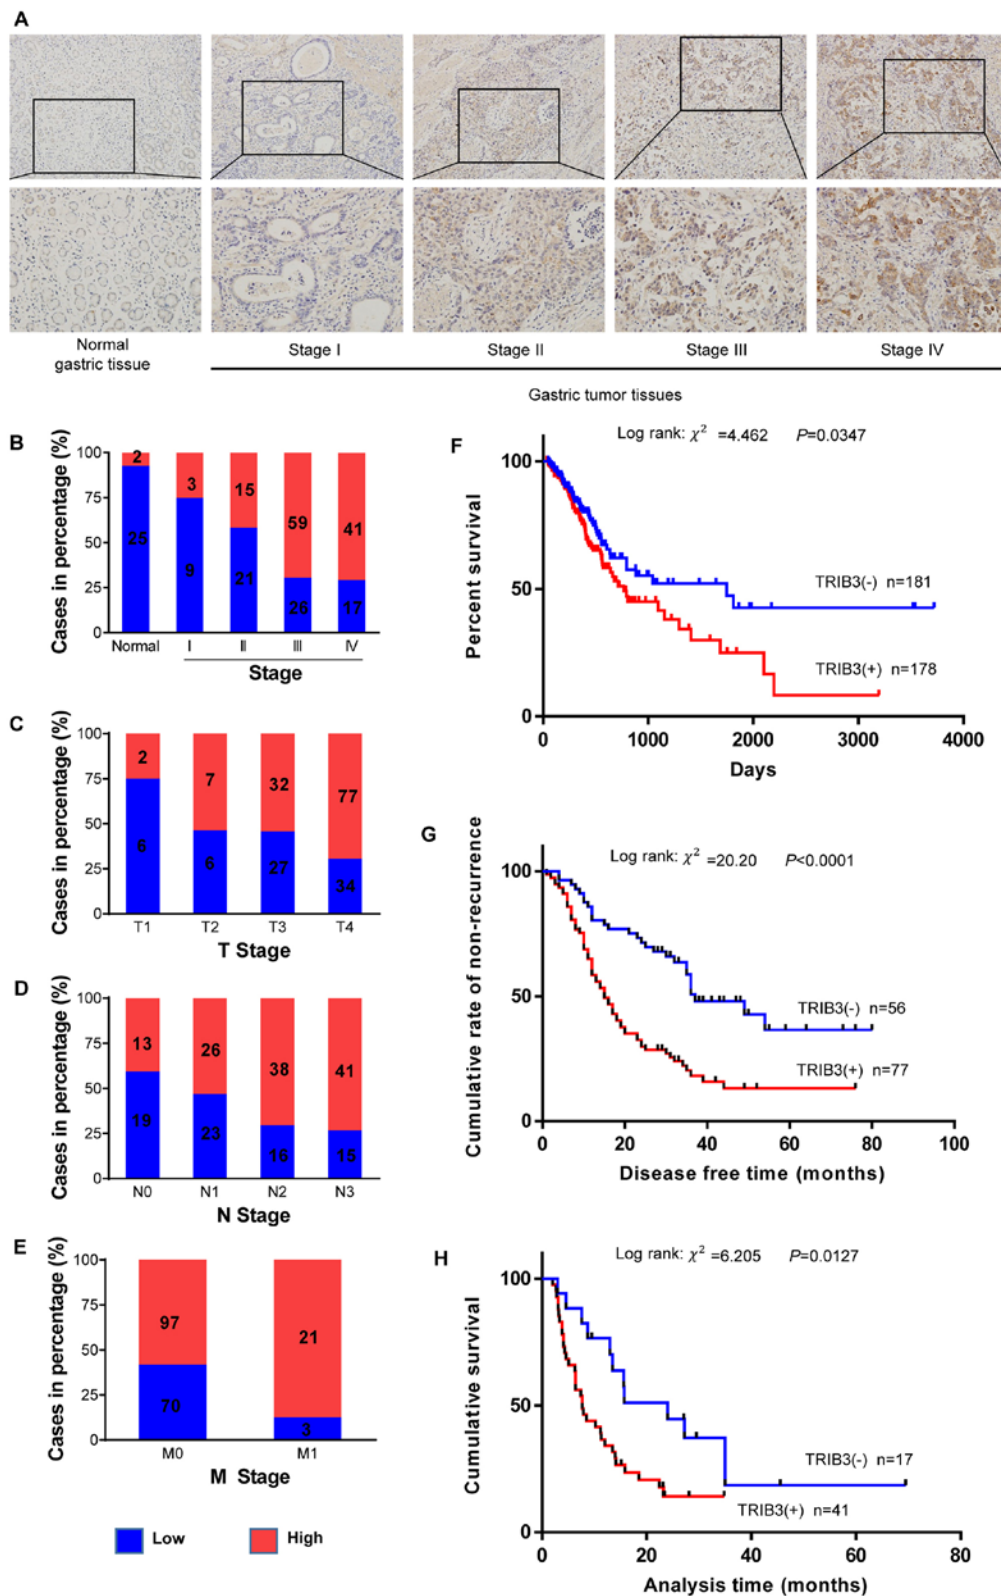 A
Normal
gastric tissue
Stage I
Stage II
Stage III
Stage IV
Gastric tumor tissues
B
Cases in percentage (%)
100
75
50
25
0
2
25
3
9
15
21
59
26
41
17
Normal
I
II
III
IV
Stage
C
Cases in percentage (%)
100
75
50
25
0
2
6
7
6
32
27
77
34
T1
T2
T3
T4
T Stage
D
Cases in percentage (%)
100
75
50
25
0
13
19
26
23
38
16
41
15
N0
N1
N2
N3
N Stage
E
Cases in percentage (%)
100
75
50
25
0
97
70
21
3
M0
M1
M Stage
Low
High
F
Log rank: χ² =4.462 P=0.0347
Percent survival
100
50
0
TRIB3(-) n=181
TRIB3(+) n=178
0
1000
2000
3000
4000
Days
G
Log rank: χ² =20.20 P<0.0001
Cumulative rate of non-recurrence
100
50
0
TRIB3(-) n=56
TRIB3(+) n=77
0
20
40
60
80
100
Disease free time (months)
H
Log rank: χ² =6.205 P=0.0127
Cumulative survival
100
50
0
TRIB3(-) n=17
TRIB3(+) n=41
0
20
40
60
80
Analysis time (months)